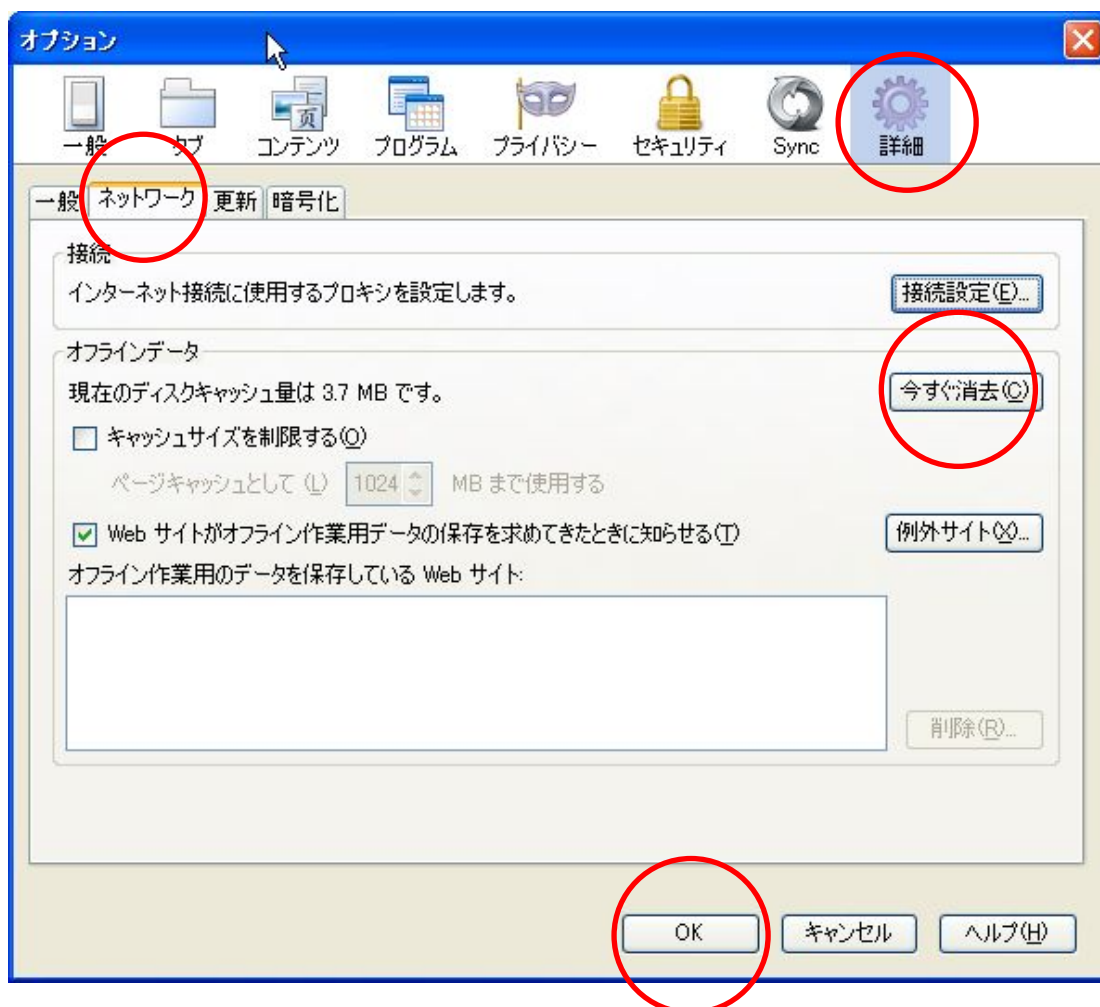 オプション
一般 タブ コンテンツ プログラム プライバシー セキュリティ Sync 詳細
一般 ネットワーク 更新 暗号化
接続
インターネット接続に使用するプロキシを設定します。 接続設定(E)...
オフラインデータ
現在のディスクキャッシュ量は 3.7 MB です。 今すぐ消去(C)
キャッシュサイズを制限する(O)
ページキャッシュとして (L) 1024 MB まで使用する
Web サイトがオフライン作業用データの保存を求めてきたときに知らせる(T) 例外サイト(X)...
オフライン作業用のデータを保存している Web サイト:
削除(R)...
OK キャンセル ヘルプ(H)